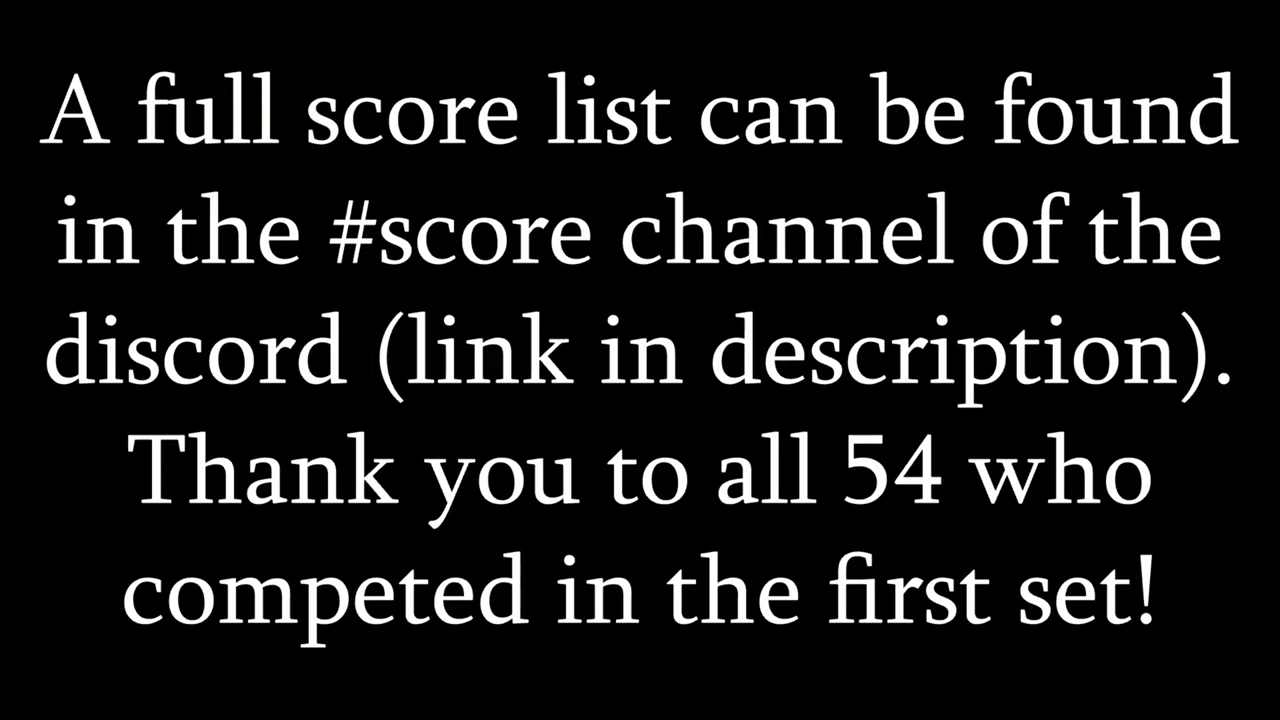 A full score list can be found
in the #score channel of the
discord (link in description).
Thank you to all 54 who
competed in the first set!